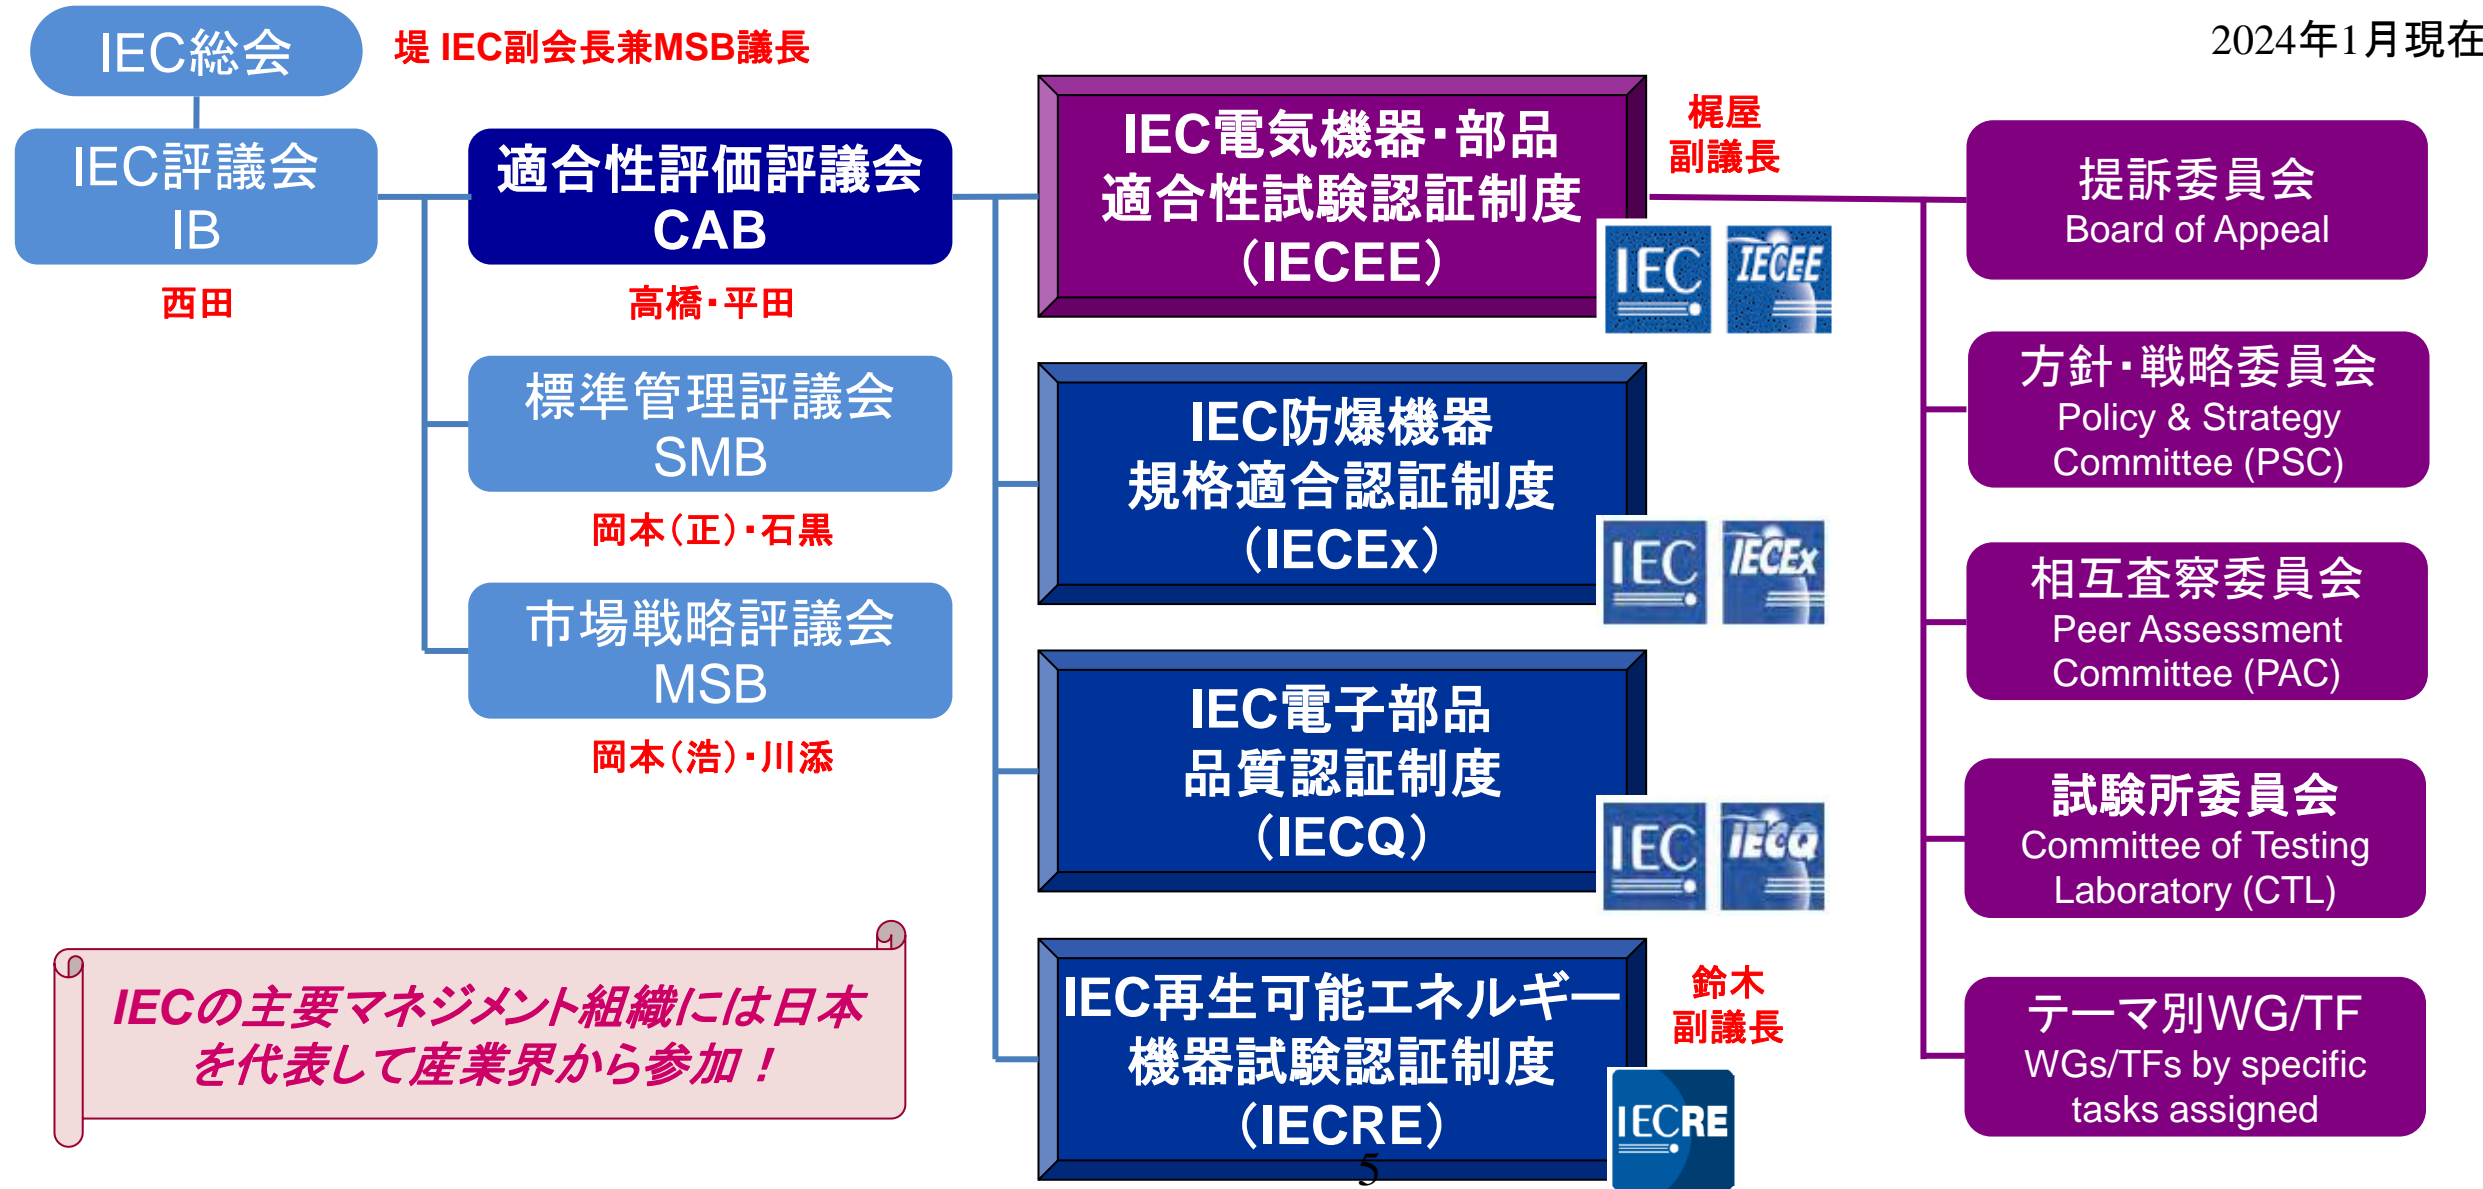 IEC総会
堤 IEC副会長兼MSB議長
2024年1月現在
IEC評議会
IB
西田
適合性評価評議会
CAB
高橋・平田
標準管理評議会
SMB
岡本（正）・石黒
市場戦略評議会
MSB
岡本（浩）・川添
IECの主要マネジメント組織には日本
を代表して産業界から参加！
IEC電気機器・部品
適合性試験認証制度
（IECEE）
梶屋
副議長
IEC
IECEE
IEC防爆機器
規格適合認証制度
（IECEx）
IEC
IECEx
IEC電子部品
品質認証制度
（IECQ）
IEC
IECQ
IEC再生可能エネルギー
機器試験認証制度
（IECRE）
鈴木
副議長
IECRE
提訴委員会
Board of Appeal
方針・戦略委員会
Policy & Strategy
Committee (PSC)
相互査察委員会
Peer Assessment
Committee (PAC)
試験所委員会
Committee of Testing
Laboratory (CTL)
テーマ別WG/TF
WGs/TFs by specific
tasks assigned
5